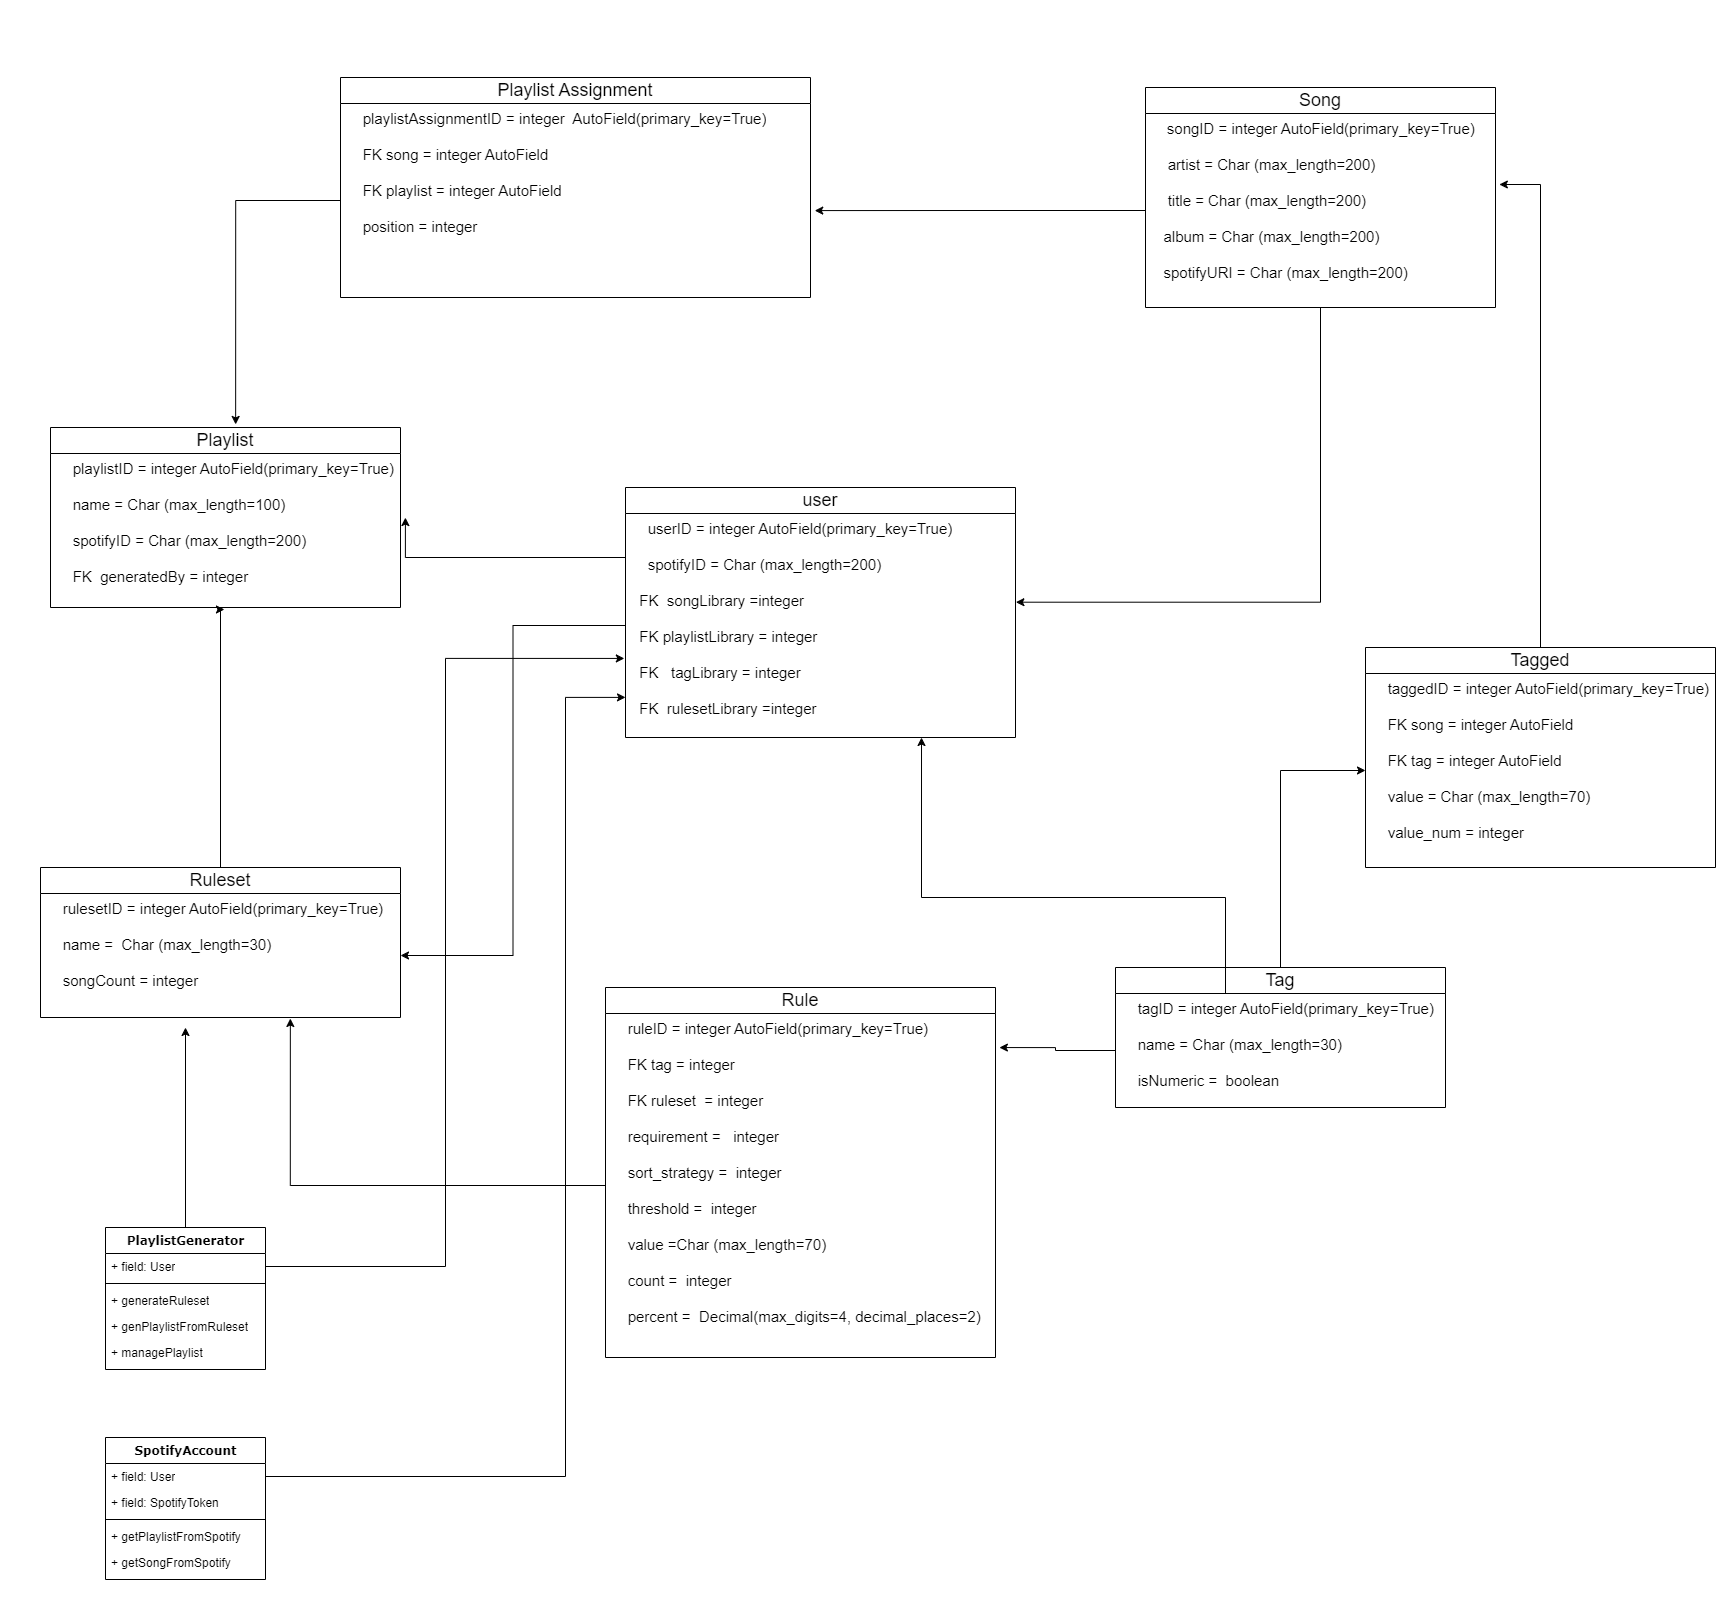 Playlist Assignment
playlistAssignmentID = integer  AutoField(primary_key=True)
FK song = integer AutoField
FK playlist = integer AutoField
position = integer
Song
songID = integer AutoField(primary_key=True)
artist = Char (max_length=200)
title = Char (max_length=200)
album = Char (max_length=200)
spotifyURI = Char (max_length=200)
Playlist
playlistID = integer AutoField(primary_key=True)
name = Char (max_length=100)
spotifyID = Char (max_length=200)
FK  generatedBy = integer
user
userID = integer AutoField(primary_key=True)
spotifyID = Char (max_length=200)
FK  songLibrary =integer
FK playlistLibrary = integer
FK   tagLibrary = integer
FK  rulesetLibrary =integer
Tagged
taggedID = integer AutoField(primary_key=True)
FK song = integer AutoField
FK tag = integer AutoField
value = Char (max_length=70)
value_num = integer
Ruleset
rulesetID = integer AutoField(primary_key=True)
name =  Char (max_length=30)
songCount = integer
Rule
ruleID = integer AutoField(primary_key=True)
FK tag = integer
FK ruleset  = integer
requirement =   integer
sort_strategy =  integer
threshold =  integer
value =Char (max_length=70)
count =  integer
percent =  Decimal(max_digits=4, decimal_places=2)
Tag
tagID = integer AutoField(primary_key=True)
name = Char (max_length=30)
isNumeric =  boolean
PlaylistGenerator
+ field: User
+ generateRuleset
+ genPlaylistFromRuleset
+ managePlaylist
SpotifyAccount
+ field: User
+ field: SpotifyToken
+ getPlaylistFromSpotify
+ getSongFromSpotify